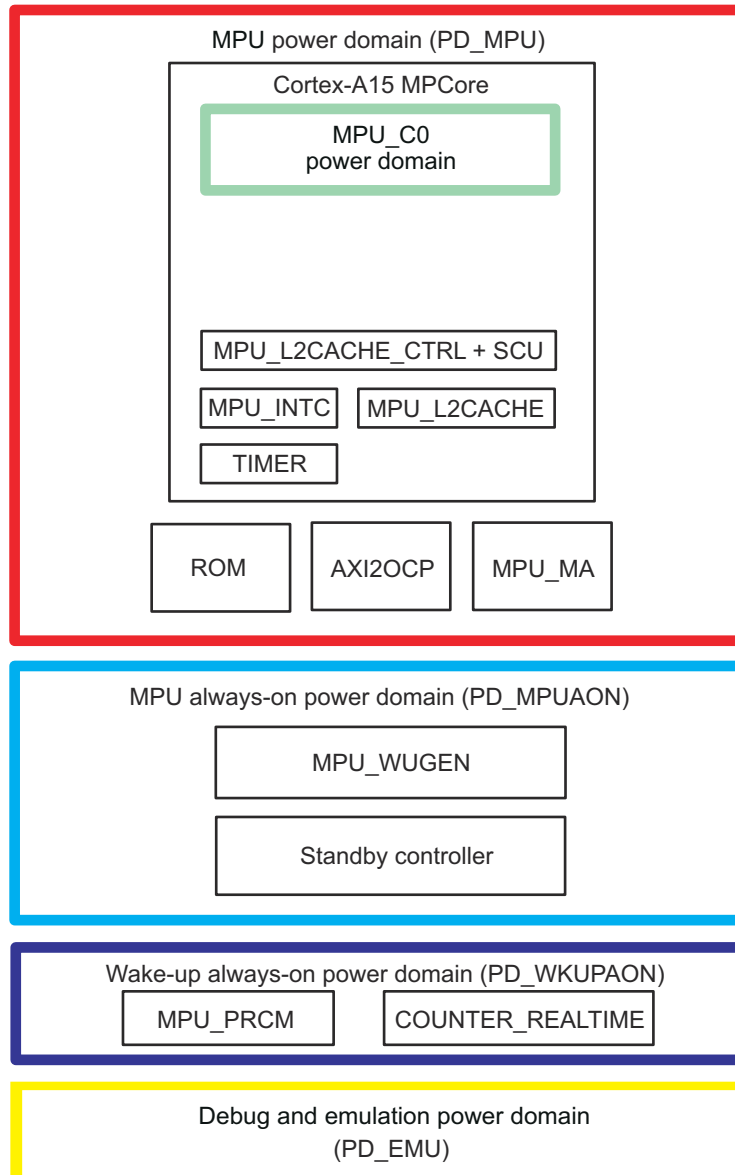 MPU power domain (PD_MPU)
Cortex-A15 MPCore
MPU_C0
power domain
MPU_L2CACHE_CTRL + SCU
MPU_INTC
MPU_L2CACHE
TIMER
ROM
AXI2OCP
MPU_MA
MPU always-on power domain (PD_MPUAON)
MPU_WUGEN
Standby controller
Wake-up always-on power domain (PD_WKUPAON)
MPU_PRCM
COUNTER_REALTIME
Debug and emulation power domain
(PD_EMU)